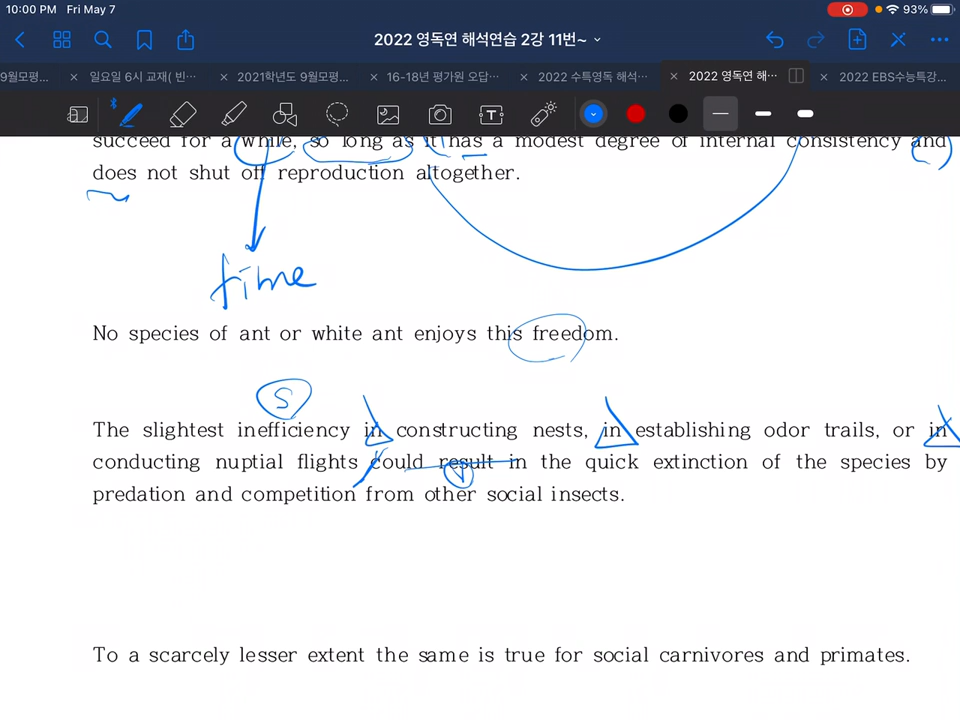 10:00 PM Fri May 7
93%
2022 영독연 해석연습 2강 11번~
9월모평...
일요일 6시 교재( 빈...
2021학년도 9월모평...
16-18년 평가원 오답...
2022 수특영독 해석...
2022 영독연 해...
2022 EBS수능특강...
succeed for a while, so long as it has a modest degree of internal consistency and
does not shut off reproduction altogether.
time
No species of ant or white ant enjoys this freedom.
S
The slightest inefficiency in constructing nests, in establishing odor trails, or in
conducting nuptial flights could result in the quick extinction of the species by
V
predation and competition from other social insects.
To a scarcely lesser extent the same is true for social carnivores and primates.